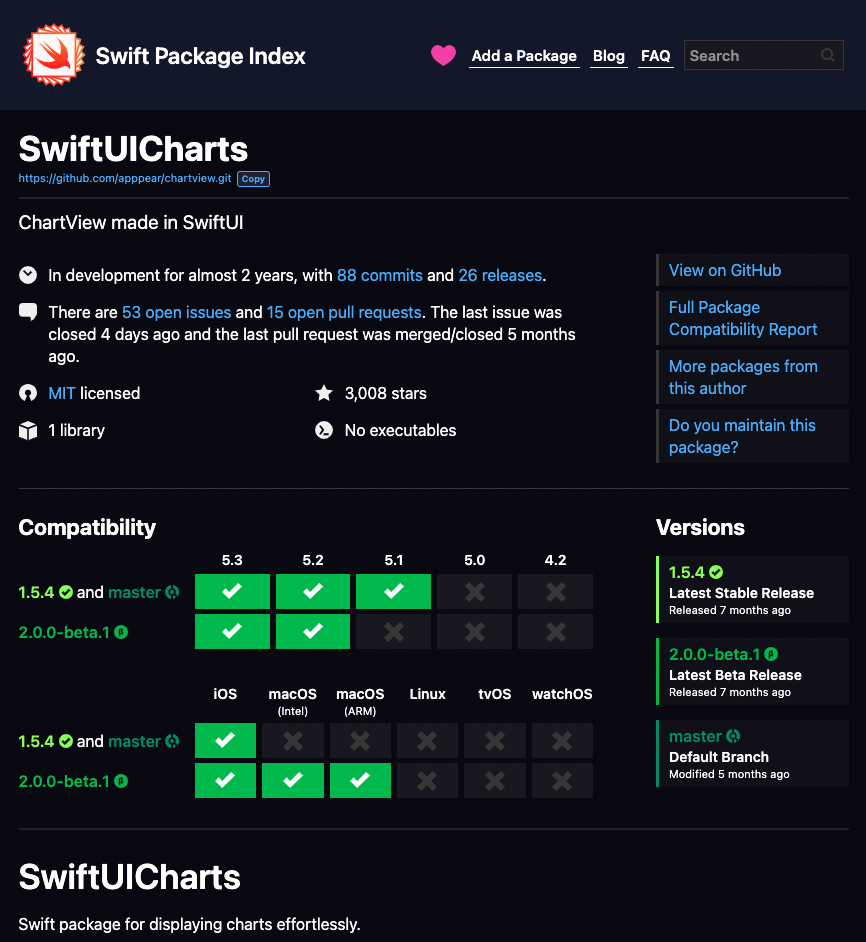 Swift Package Index
Add a Package Blog FAQ Search
SwiftUICharts
https://github.com/apppear/chartview.git Copy
ChartView made in SwiftUI
In development for almost 2 years, with 88 commits and 26 releases.
There are 53 open issues and 15 open pull requests. The last issue was
closed 4 days ago and the last pull request was merged/closed 5 months
ago.
MIT licensed
3,008 stars
1 library
No executables
View on GitHub
Full Package
Compatibility Report
More packages from
this author
Do you maintain this
package?
Compatibility
5.3 5.2 5.1 5.0 4.2
1.5.4 and master
2.0.0-beta.1
iOS macOS macOS Linux tvOS watchOS
(Intel) (ARM)
1.5.4 and master
2.0.0-beta.1
Versions
1.5.4
Latest Stable Release
Released 7 months ago
2.0.0-beta.1
Latest Beta Release
Released 7 months ago
master
Default Branch
Modified 5 months ago
SwiftUICharts
Swift package for displaying charts effortlessly.